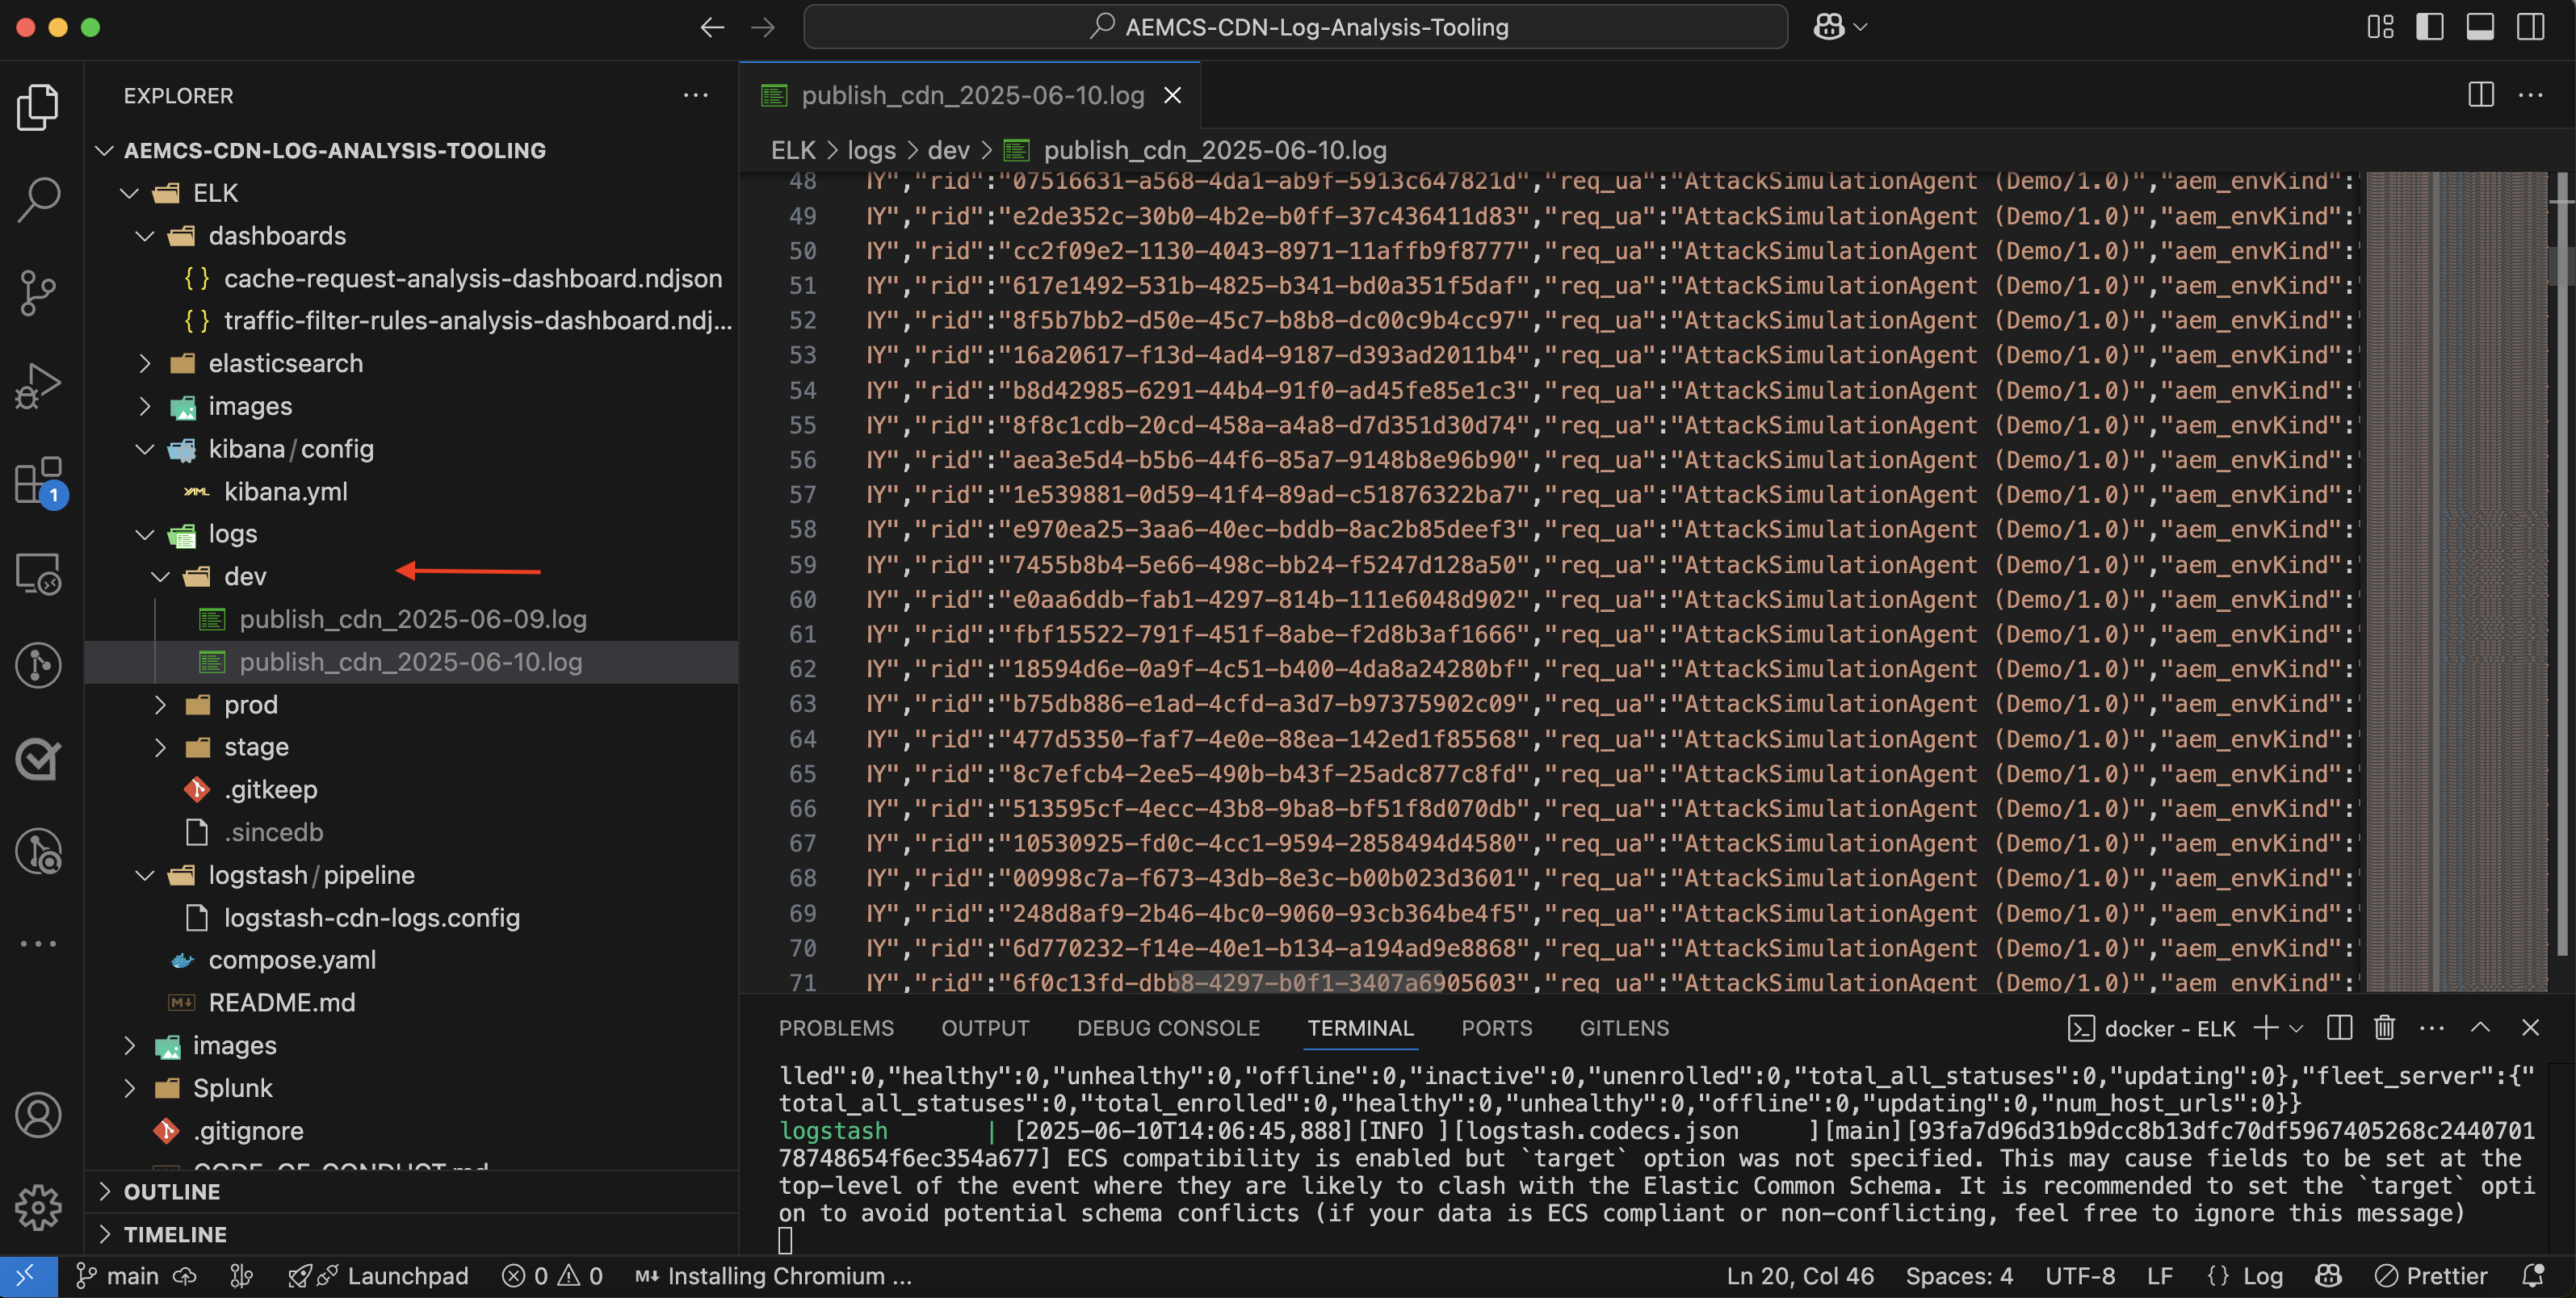 AEMCS-CDN-Log-Analysis-Tooling
EXPLORER
AEMCS-CDN-LOG-ANALYSIS-TOOLING
ELK
dashboards
{ } cache-request-analysis-dashboard.ndjson
{ } traffic-filter-rules-analysis-dashboard.ndj...
elasticsearch
images
kibana/config
YAML kibana.yml
logs
dev
publish_cdn_2025-06-09.log
publish_cdn_2025-06-10.log
prod
stage
.gitkeep
.sincedb
logstash/pipeline
logstash-cdn-logs.config
compose.yaml
README.md
images
Splunk
.gitignore
CODE_OF_CONDUCT.md
OUTLINE
TIMELINE
1
publish_cdn_2025-06-10.log
ELK > logs > dev > publish_cdn_2025-06-10.log
48 IY","rid":"07516631-a568-4da1-ab9f-5913c647821d","req_ua":"AttackSimulationAgent (Demo/1.0)","aem_envKind":"
49 IY","rid":"e2de352c-30b0-4b2e-b0ff-37c436411d83","req_ua":"AttackSimulationAgent (Demo/1.0)","aem_envKind":"
50 IY","rid":"cc2f09e2-1130-4043-8971-11affb9f8777","req_ua":"AttackSimulationAgent (Demo/1.0)","aem_envKind":"
51 IY","rid":"617e1492-531b-4825-b341-bd0a351f5daf","req_ua":"AttackSimulationAgent (Demo/1.0)","aem_envKind":"
52 IY","rid":"8f5b7bb2-d50e-45c7-b8b8-dc00c9b4cc97","req_ua":"AttackSimulationAgent (Demo/1.0)","aem_envKind":"
53 IY","rid":"16a20617-f13d-4ad4-9187-d393ad2011b4","req_ua":"AttackSimulationAgent (Demo/1.0)","aem_envKind":"
54 IY","rid":"b8d42985-6291-44b4-91f0-ad45fe85e1c3","req_ua":"AttackSimulationAgent (Demo/1.0)","aem_envKind":"
55 IY","rid":"8f8c1cdb-20cd-458a-a4a8-d7d351d30d74","req_ua":"AttackSimulationAgent (Demo/1.0)","aem_envKind":"
56 IY","rid":"aea3e5d4-b5b6-44f6-85a7-9148b8e96b90","req_ua":"AttackSimulationAgent (Demo/1.0)","aem_envKind":"
57 IY","rid":"1e539881-0d59-41f4-89ad-c51876322ba7","req_ua":"AttackSimulationAgent (Demo/1.0)","aem_envKind":"
58 IY","rid":"e970ea25-3aa6-40ec-bddb-8ac2b85deef3","req_ua":"AttackSimulationAgent (Demo/1.0)","aem_envKind":"
59 IY","rid":"7455b8b4-5e66-498c-bb24-f5247d128a50","req_ua":"AttackSimulationAgent (Demo/1.0)","aem_envKind":"
60 IY","rid":"e0aa6ddb-fab1-4297-814b-111e6048d902","req_ua":"AttackSimulationAgent (Demo/1.0)","aem_envKind":"
61 IY","rid":"fbf15522-791f-451f-8abe-f2d8b3af1666","req_ua":"AttackSimulationAgent (Demo/1.0)","aem_envKind":"
62 IY","rid":"18594d6e-0a9f-4c51-b400-4da8a24280bf","req_ua":"AttackSimulationAgent (Demo/1.0)","aem_envKind":"
63 IY","rid":"b75db886-e1ad-4cfd-a3d7-b97375902c09","req_ua":"AttackSimulationAgent (Demo/1.0)","aem_envKind":"
64 IY","rid":"477d5350-faf7-4e0e-88ea-142ed1f85568","req_ua":"AttackSimulationAgent (Demo/1.0)","aem_envKind":"
65 IY","rid":"8c7efcb4-2ee5-490b-b43f-25adc877c8fd","req_ua":"AttackSimulationAgent (Demo/1.0)","aem_envKind":"
66 IY","rid":"513595cf-4ecc-43b8-9ba8-bf51f8d070db","req_ua":"AttackSimulationAgent (Demo/1.0)","aem_envKind":"
67 IY","rid":"10530925-fd0c-4cc1-9594-2858494d4580","req_ua":"AttackSimulationAgent (Demo/1.0)","aem_envKind":"
68 IY","rid":"00998c7a-f673-43db-8e3c-b00b023d3601","req_ua":"AttackSimulationAgent (Demo/1.0)","aem_envKind":"
69 IY","rid":"248d8af9-2b46-4bc0-9060-93cb364be4f5","req_ua":"AttackSimulationAgent (Demo/1.0)","aem_envKind":"
70 IY","rid":"6d770232-f14e-40e1-b134-a194ad9e8868","req_ua":"AttackSimulationAgent (Demo/1.0)","aem_envKind":"
71 IY","rid":"6f0c13fd-dbb8-4297-b0f1-3407a6905603","req_ua":"AttackSimulationAgent (Demo/1.0)","aem_envKind":"
PROBLEMS OUTPUT DEBUG CONSOLE TERMINAL PORTS GITLENS docker - ELK
lled":0,"healthy":0,"unhealthy":0,"offline":0,"inactive":0,"unenrolled":0,"total_all_statuses":0,"updating":0},"fleet_server":{"
total_all_statuses":0,"total_enrolled":0,"healthy":0,"unhealthy":0,"offline":0,"updating":0,"num_host_urls":0}}
logstash | [2025-06-10T14:06:45,888][INFO ][logstash.codecs.json ][main][93fa7d96d31b9dcc8b13dfc70df5967405268c2440701
78748654f6ec354a677] ECS compatibility is enabled but `target` option was not specified. This may cause fields to be set at the
top-level of the event where they are likely to clash with the Elastic Common Schema. It is recommended to set the `target` opti
on to avoid potential schema conflicts (if your data is ECS compliant or non-conflicting, feel free to ignore this message)
main Launchpad 0 0 Installing Chromium ... Ln 20, Col 46 Spaces: 4 UTF-8 LF { } Log Prettier